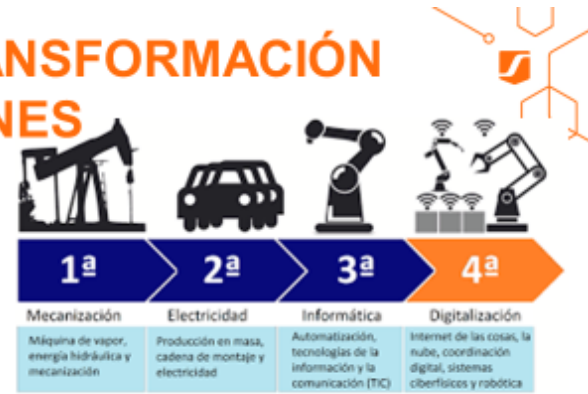 ANSFORMACIÓN
NES
1ª
2ª
3ª
4ª
Mecanización
Electricidad
Informática
Digitalización
Máquina de vapor,
energía hidráulica y
mecanización
Producción en masa,
cadena de montaje y
electricidad
Automatización,
tecnologías de la
información y la
comunicación (TIC)
Internet de las cosas, la
nube, coordinación
digital, sistemas
ciberfísicos y robótica